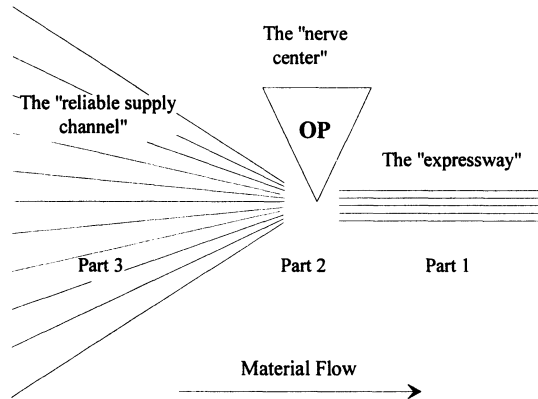 The "nerve
center"
The "reliable supply
channel"
OP
The "expressway"
Part 3
Part 2
Part 1
Material Flow